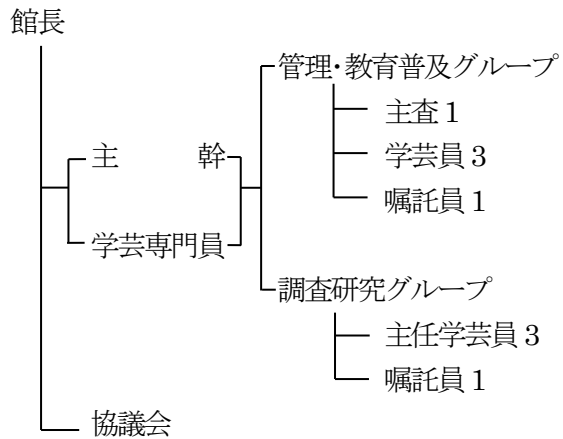 館長
管理・教育普及グループ
主査 1
主　　　幹
学芸員 3
嘱託員 1
学芸専門員
調査研究グループ
主任学芸員 3
嘱託員 1
協議会